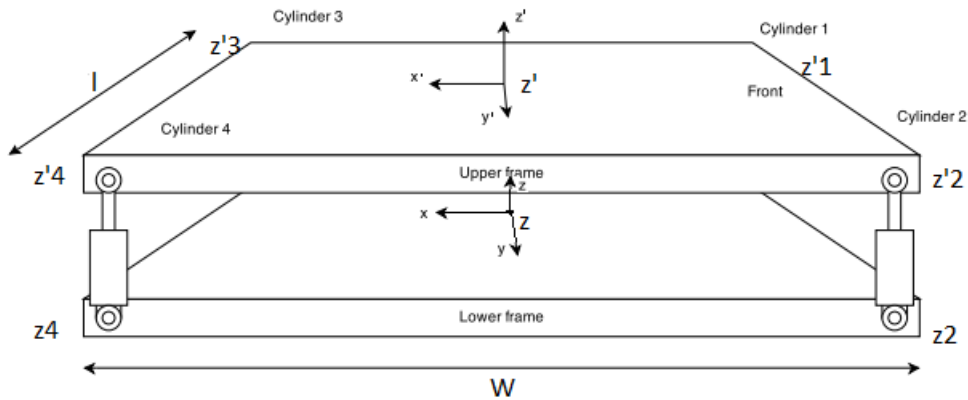 Cylinder 3
z'
Cylinder 1
z'3
z'1
x'
z'
l
Front
y'
Cylinder 2
Cylinder 4
z'4
Upper frame
z'2
z
x
z
y
z4
Lower frame
z2
W